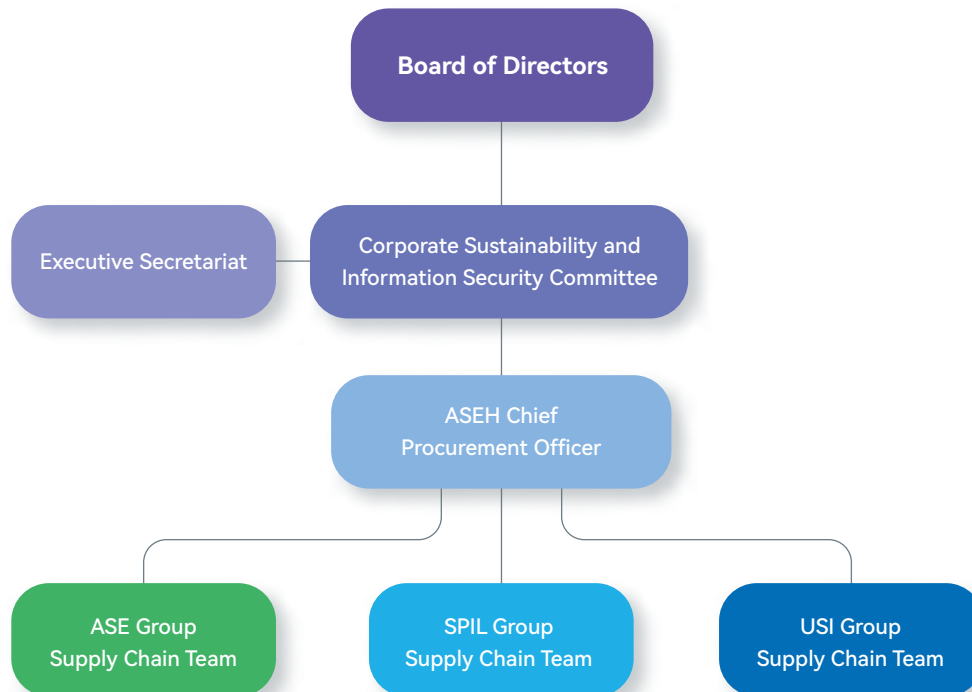 Board of Directors
Executive Secretariat
Corporate Sustainability and
Information Security Committee
ASEH Chief
Procurement Officer
ASE Group
Supply Chain Team
SPIL Group
Supply Chain Team
USI Group
Supply Chain Team